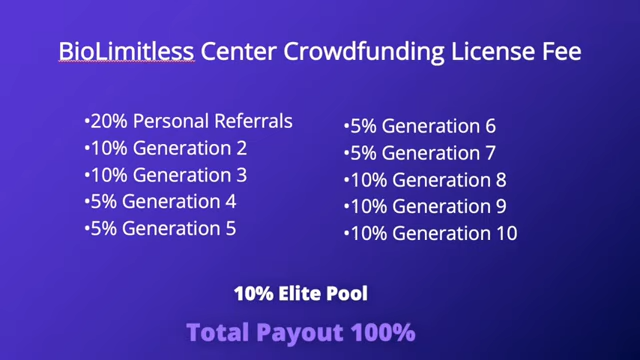 BioLimitless Center Crowdfunding License Fee
•20% Personal Referrals
•10% Generation 2
•10% Generation 3
•5% Generation 4
•5% Generation 5
•5% Generation 6
•5% Generation 7
•10% Generation 8
•10% Generation 9
•10% Generation 10
10% Elite Pool
Total Payout 100%